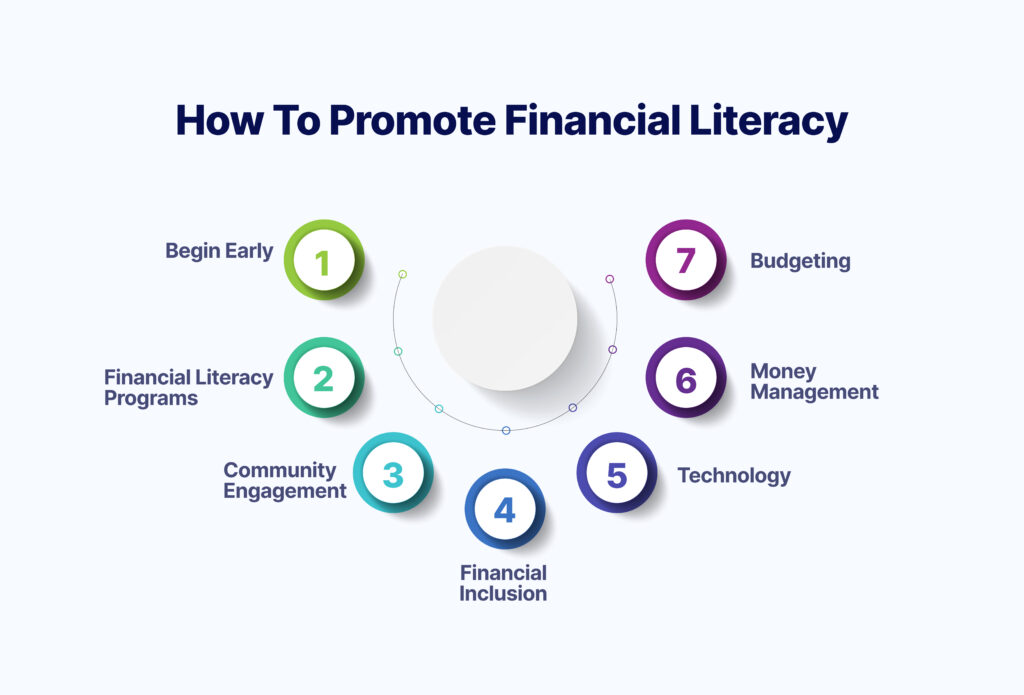 How To Promote Financial Literacy
1
Begin Early
2
Financial Literacy
Programs
3
Community
Engagement
4
Financial
Inclusion
5
Technology
6
Money
Management
7
Budgeting